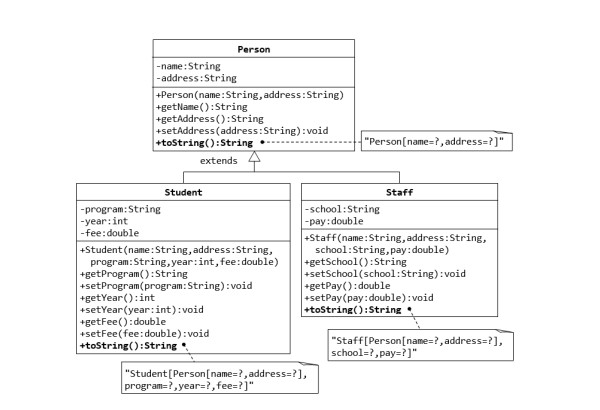 Person
-name:String
-address:String
+Person(name:String,address:String)
+getName():String
+getAddress():String
+setAddress(address:String):void
+toString():String
"Person[name=?,address=?]"
extends
Student
-program:String
-year:int
-fee:double
+Student(name:String,address:String,
program:String,year:int,fee:double)
+getProgram():String
+setProgram(program:String):void
+getYear():int
+setYear(year:int):void
+getFee():double
+setFee(fee:double):void
+toString():String
"Student[Person[name=?,address=?],
program=?,year=?,fee=?]"
Staff
-school:String
-pay:double
+Staff(name:String,address:String,
school:String,pay:double)
+getSchool():String
+setSchool(school:String):void
+getPay():double
+setPay(pay:double):void
+toString():String
"Staff[Person[name=?,address=?],
school=?,pay=?]"